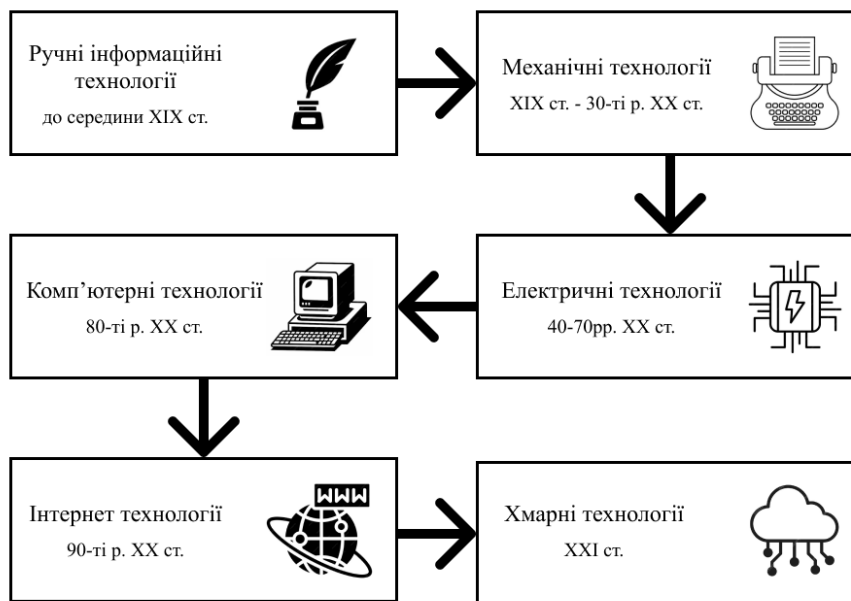 Ручні інформаційні
технології
до середини XIX ст.
Механічні технології
XIX ст. - 30-ті р. XX ст.
Електричні технології
40-70рр. XX ст.
Комп’ютерні технології
80-ті р. XX ст.
Інтернет технології
90-ті р. XX ст.
WWW
Хмарні технології
XXI ст.